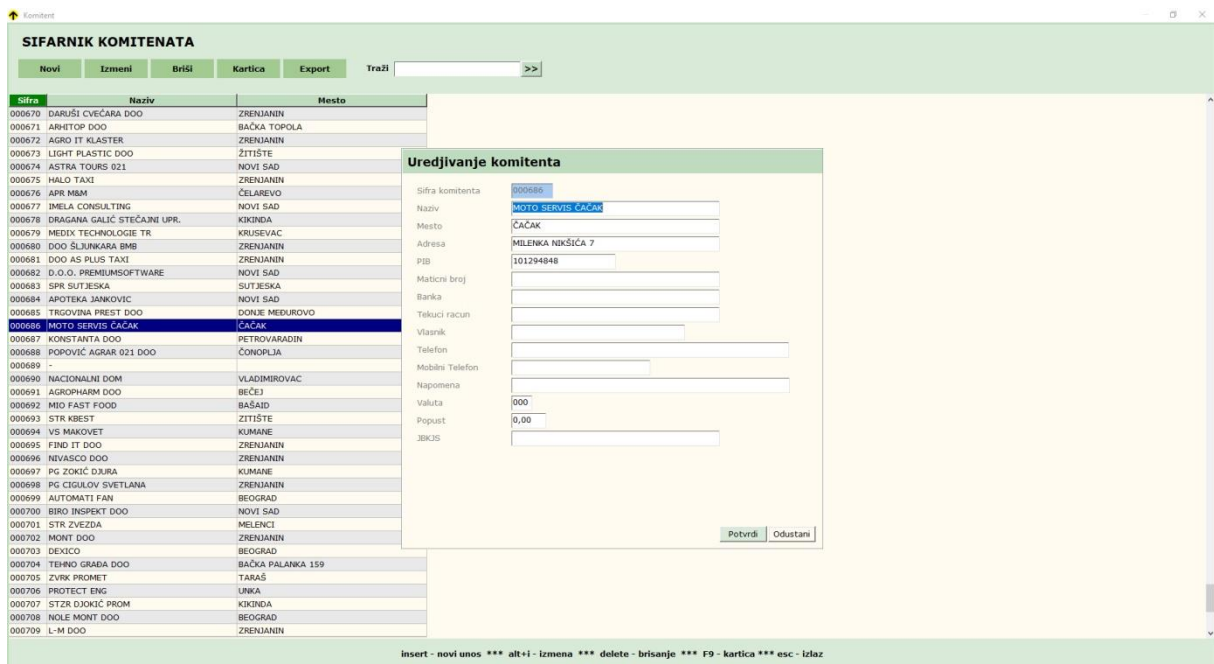 Komitent
SIFARNIK KOMITENATA
Novi Izmeni Briši Kartica Export Traži >>
Sifra Naziv Mesto
000670 DARUŠI CVEĆARA DOO ZRENJANIN
000671 ARHITOP DOO BAČKA TOPOLA
000672 AGRO IT KLASTER ZRENJANIN
000673 LIGHT PLASTIC DOO ŽITIŠTE
000674 ASTRA TOURS 021 NOVI SAD
000675 HALO TAXI ZRENJANIN
000676 APR M&M ČELAREVO
000677 IMELA CONSULTING NOVI SAD
000678 DRAGANA GALIĆ STEČAJNI UPR. KIKINDA
000679 MEDIX TECHNOLOGIE TR KRUSEVAC
000680 DOO ŠLJUNKARA BMB ZRENJANIN
000681 DOO AS PLUS TAXI ZRENJANIN
000682 D.O.O. PREMIUMSOFTWARE NOVI SAD
000683 SPR SUTJESKA SUTJESKA
000684 APOTEKA JANKOVIC NOVI SAD
000685 TRGOVINA PREST DOO DONJE MEĐUROVO
000686 MOTO SERVIS ČAČAK ČAČAK
000687 KONSTANTA DOO PETROVARADIN
000688 POPOVIĆ AGRAR 021 DOO ČONOPLJA
000689 -
000690 NACIONALNI DOM VLADIMIROVAC
000691 AGROPHARM DOO BEČEJ
000692 MIO FAST FOOD BAŠAID
000693 STR KBEST ZITIŠTE
000694 VS MAKOVET KUMANE
000695 FIND IT DOO ZRENJANIN
000696 NIVASCO DOO ZRENJANIN
000697 PG ZOKIĆ DJURA KUMANE
000698 PG CIGULOV SVETLANA ZRENJANIN
000699 AUTOMATI FAN BEOGRAD
000700 BIRO INSPEKT DOO NOVI SAD
000701 STR ZVEZDA MELENCI
000702 MONT DOO ZRENJANIN
000703 DEXICO BEOGRAD
000704 TEHNO GRAĐA DOO BAČKA PALANKA 159
000705 ZVRK PROMET TARAŠ
000706 PROTECT ENG UNKA
000707 STZR DJOKIĆ PROM KIKINDA
000708 NOLE MONT DOO BEOGRAD
000709 L-M DOO ZRENJANIN
Uredjivanje komitenta
Sifra komitenta 000686
Naziv MOTO SERVIS ČAČAK
Mesto ČAČAK
Adresa MILENKA NIKŠIĆA 7
PIB 101294848
Maticni broj
Banka
Tekuci racun
Vlasnik
Telefon
Mobilni Telefon
Napomena
Valuta 000
Popust 0,00
JBKJS
Potvrdi Odustani
insert - novi unos *** alt+i - izmena *** delete - brisanje *** F9 - kartica *** esc - izlaz